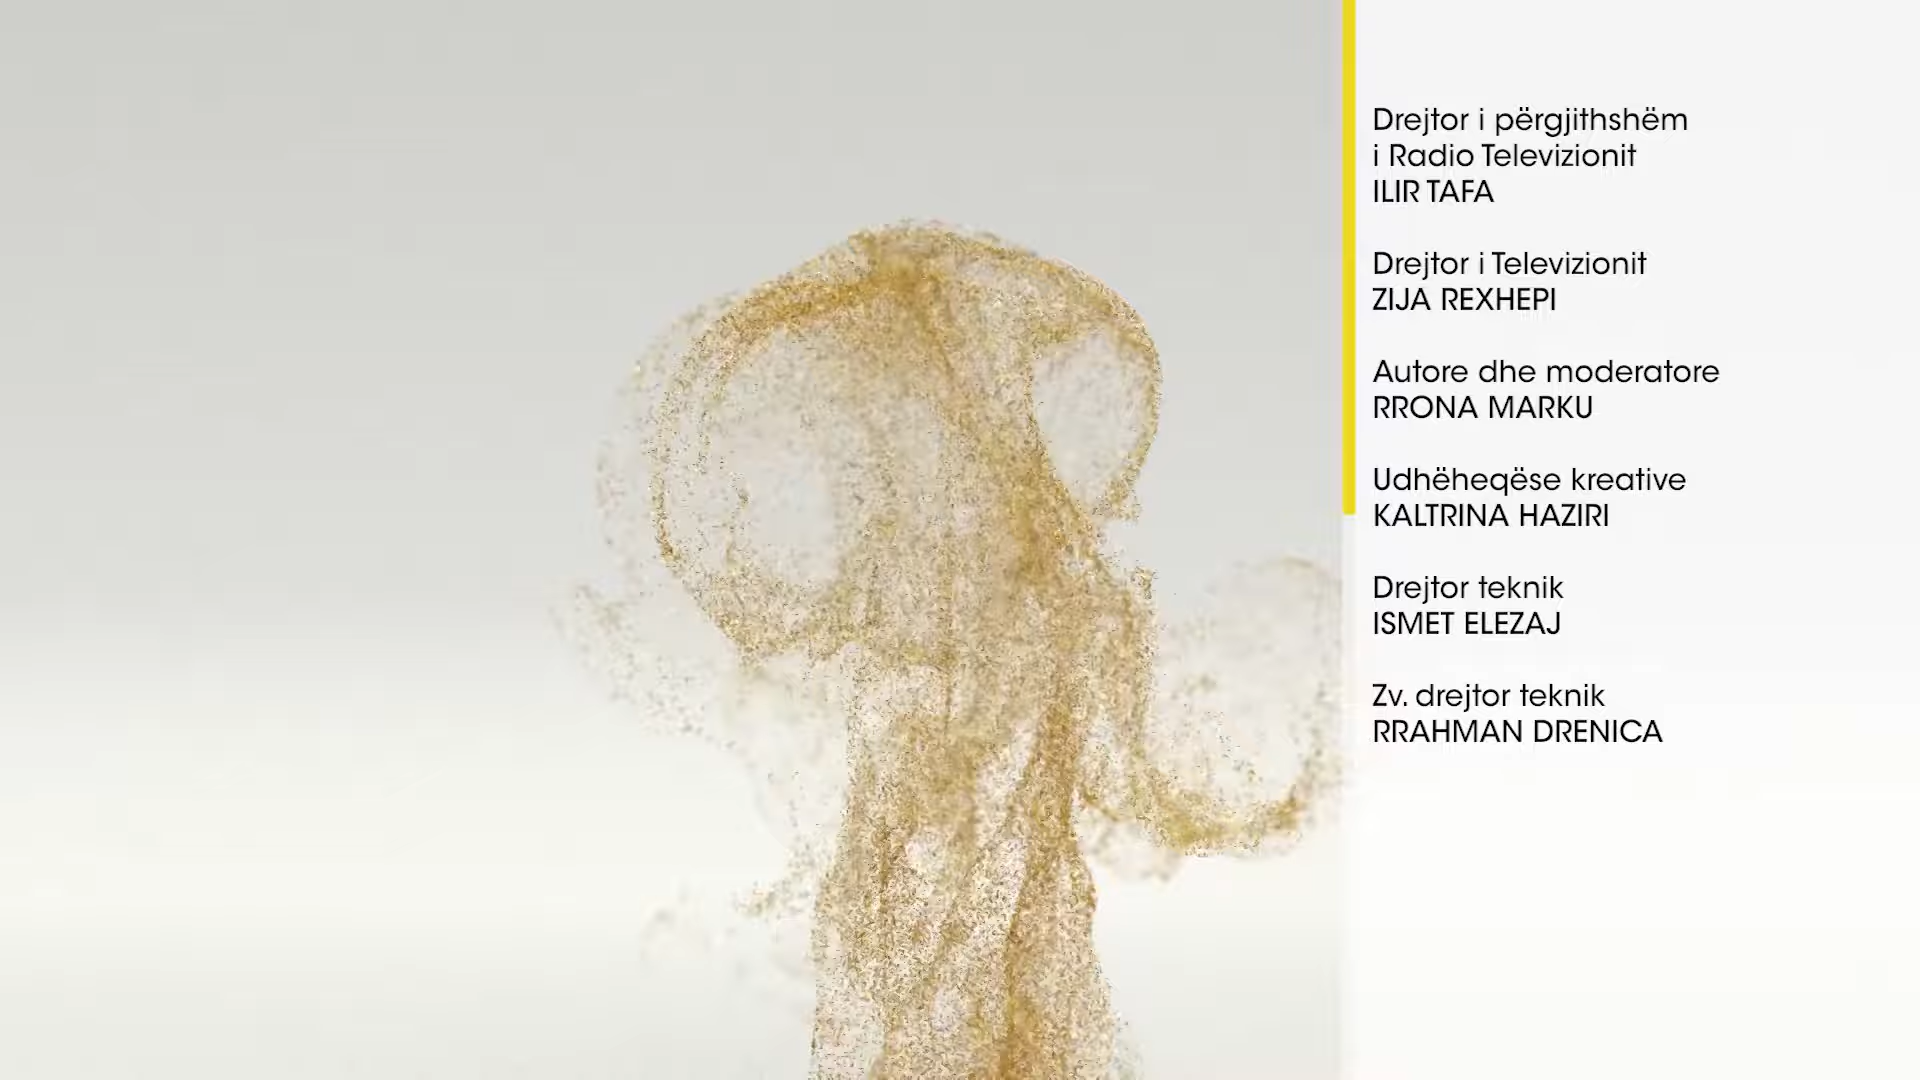 Drejtor i përgjithshëm
i Radio Televizionit
ILIR TAFA
Drejtor i Televizionit
ZIJA REXHEPI
Autore dhe moderatore
RRONA MARKU
Udhëheqëse kreative
KALTRINA HAZIRI
Drejtor teknik
ISMET ELEZAJ
Zv. drejtor teknik
RRAHMAN DRENICA